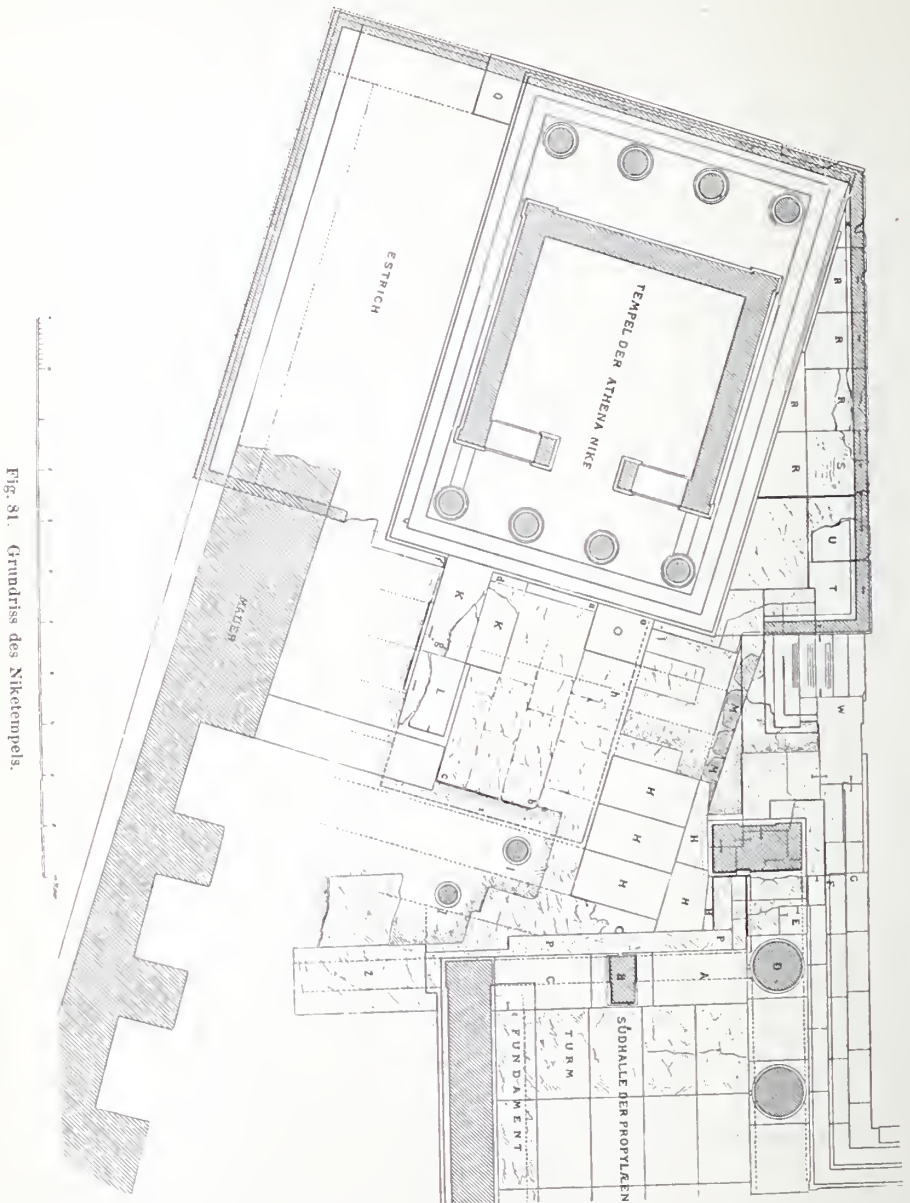 TEMPEL DER ATHENA NIKE
ESTRICH
MAUER
SÜDHALLE DER PROPYLÆEN
TURM
FUNDAMENT
Q
R
R
R
R
R
S
U
T
W
G
F
E
D
K
K
L
O
M
M
H
H
H
H
H
H
P
P
A
C
Z
a
b
c
d
e
f
g
h
Fig. 81. Grundriss des Niketempels.